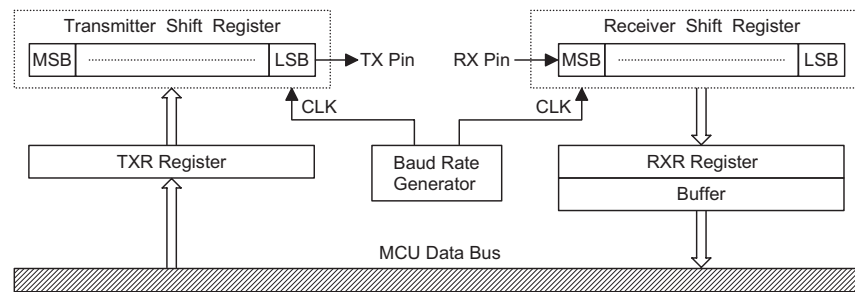 Transmitter Shift Register
Receiver Shift Register
MSB
LSB
TX Pin
RX Pin
MSB
LSB
CLK
CLK
TXR Register
Baud Rate
Generator
RXR Register
Buffer
MCU Data Bus